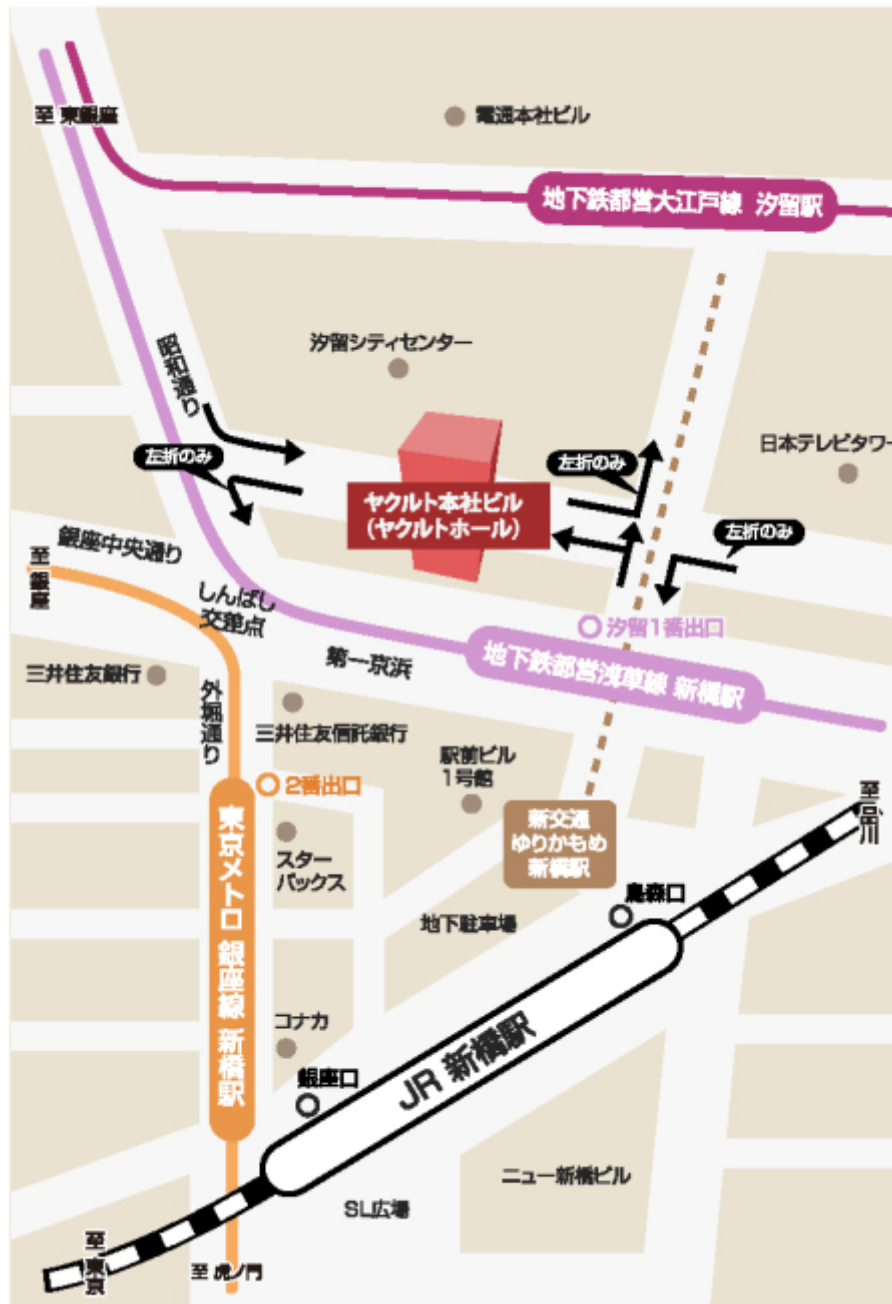 至 東銀座
電通本社ビル
地下鉄都営大江戸線 汐留駅
昭和通り
汐留シティセンター
左折のみ
左折のみ
日本テレビタワー
ヤクルト本社ビル
(ヤクルトホール)
左折のみ
銀座中央通り
至 銀座
しんばし
交差点
汐留1番出口
第一京浜
地下鉄都営浅草線 新橋駅
三井住友銀行
外堀通り
三井住友信託銀行
駅前ビル
1号館
2番出口
至 品川
新交通
ゆりかもめ
新橋駅
東京メトロ 銀座線 新橋駅
スター
バックス
烏森口
地下駐車場
コナカ
銀座口
JR 新橋駅
ニュー新橋ビル
SL広場
至 東京
至 虎ノ門